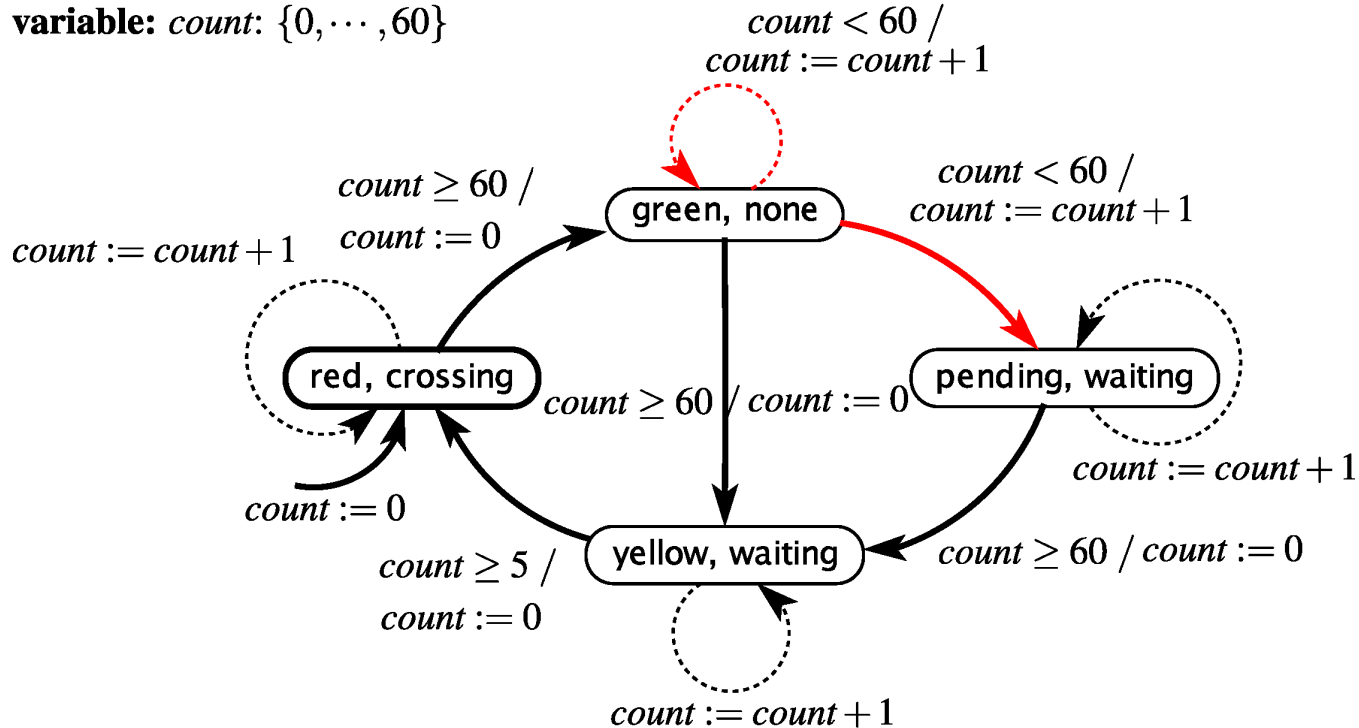 variable: count: {0, ⋯ , 60}
count < 60 /
count := count + 1
count ≥ 60 /
count := 0
count < 60 /
count := count + 1
green, none
count := count + 1
red, crossing
pending, waiting
count ≥ 60 / count := 0
count := count + 1
count := 0
yellow, waiting
count ≥ 60 / count := 0
count ≥ 5 /
count := 0
count := count + 1